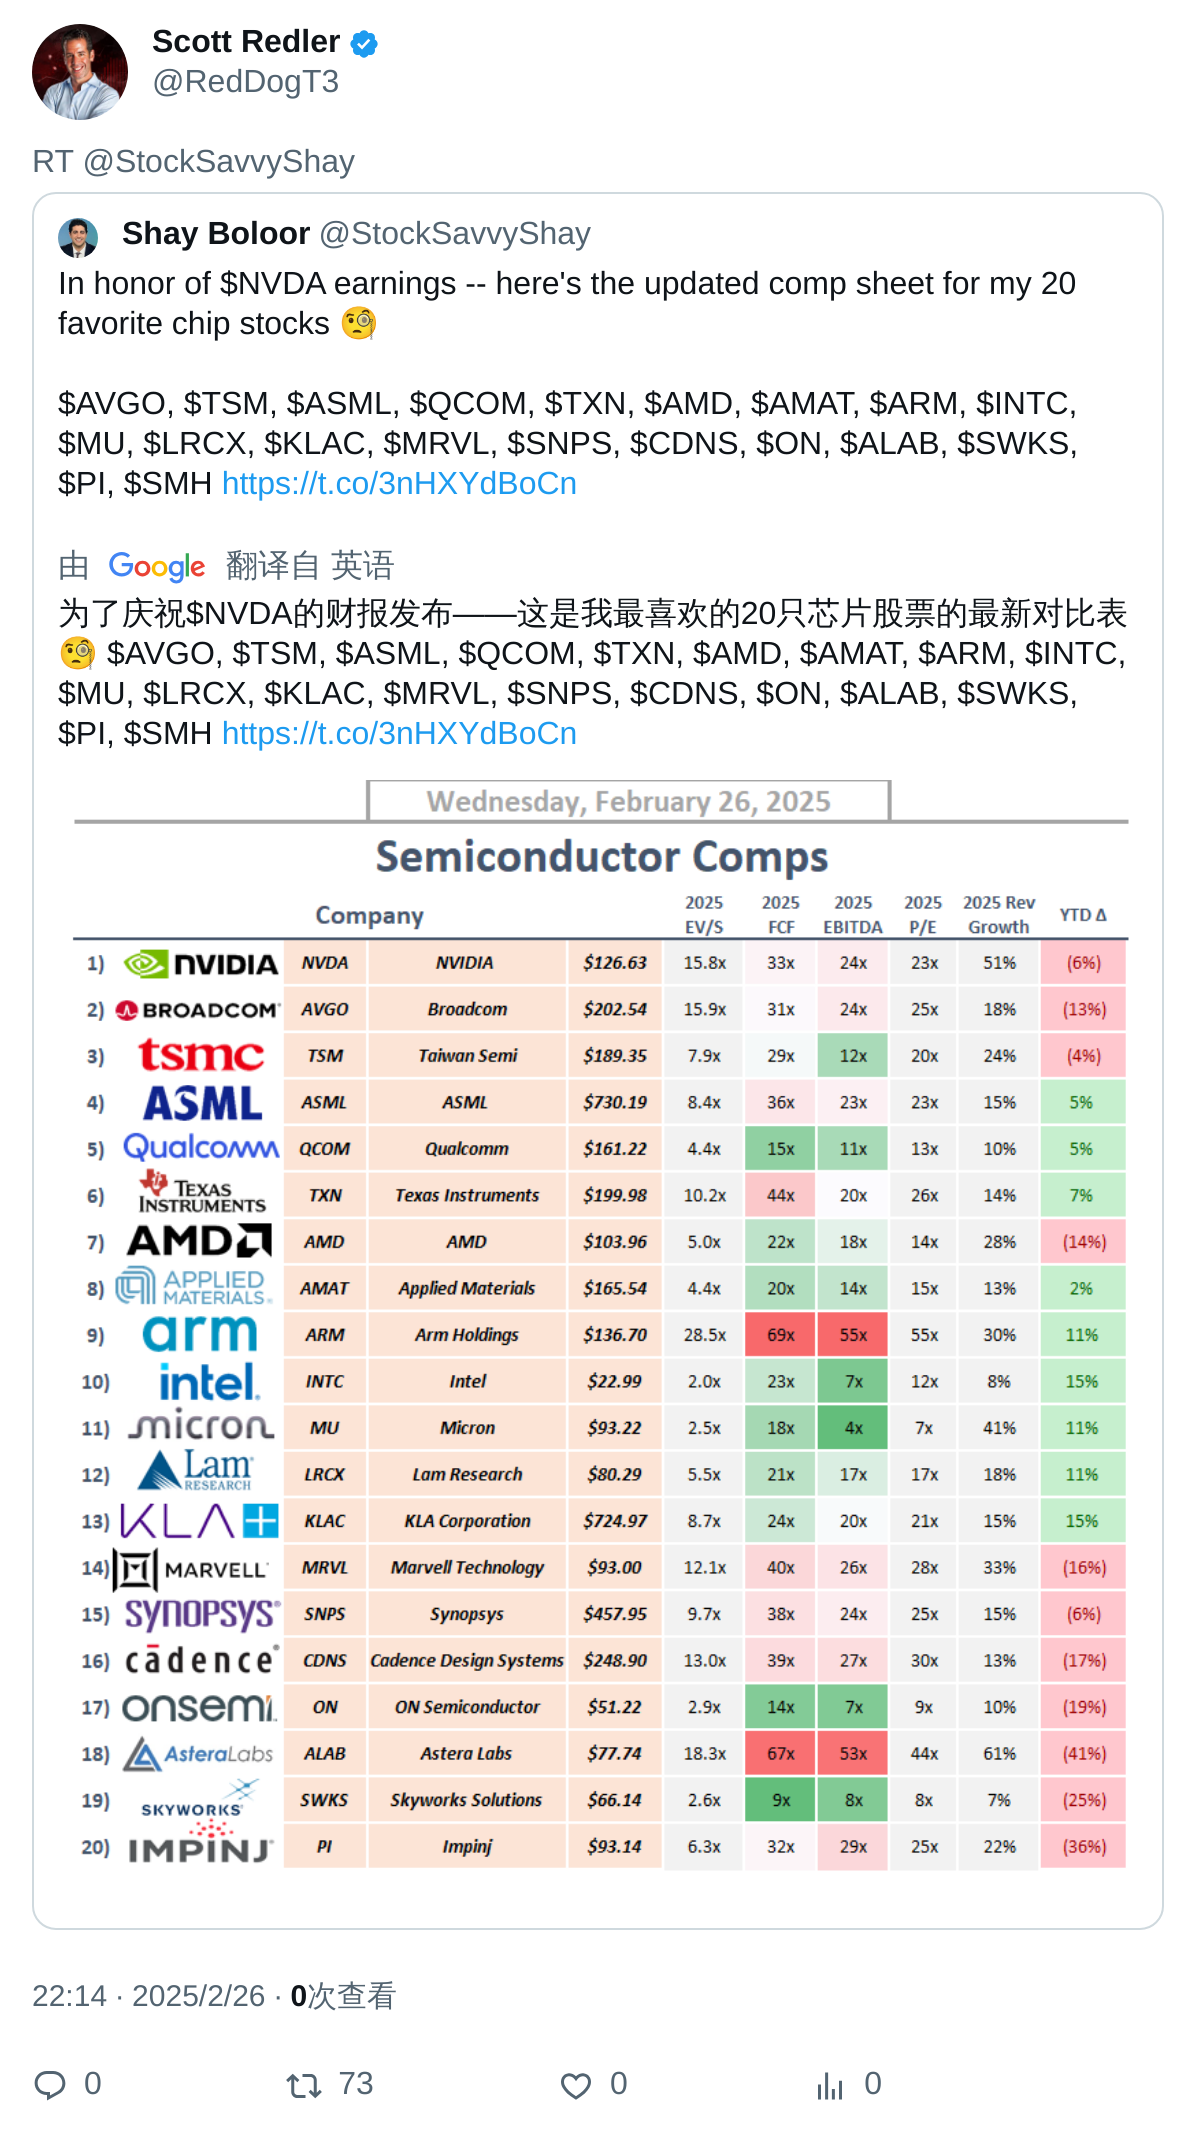 Scott Redler
@RedDogT3
RT @StockSavvyShay
Shay Boloor @StockSavvyShay
In honor of $NVDA earnings -- here's the updated comp sheet for my 20
favorite chip stocks 🧐
$AVGO, $TSM, $ASML, $QCOM, $TXN, $AMD, $AMAT, $ARM, $INTC,
$MU, $LRCX, $KLAC, $MRVL, $SNPS, $CDNS, $ON, $ALAB, $SWKS,
$PI, $SMH https://t.co/3nHXYdBoCn
由 Google 翻译自 英语
为了庆祝$NVDA的财报发布——这是我最喜欢的20只芯片股票的最新对比表
🧐 $AVGO, $TSM, $ASML, $QCOM, $TXN, $AMD, $AMAT, $ARM, $INTC,
$MU, $LRCX, $KLAC, $MRVL, $SNPS, $CDNS, $ON, $ALAB, $SWKS,
$PI, $SMH https://t.co/3nHXYdBoCn
Wednesday, February 26, 2025
Semiconductor Comps
Company 2025 EV/S 2025 FCF 2025 EBITDA 2025 P/E 2025 Rev Growth YTD Δ
1) NVIDIA NVDA NVIDIA $126.63 15.8x 33x 24x 23x 51% (6%)
2) BROADCOM AVGO Broadcom $202.54 15.9x 31x 24x 25x 18% (13%)
3) tsmc TSM Taiwan Semi $189.35 7.9x 29x 12x 20x 24% (4%)
4) ASML ASML ASML $730.19 8.4x 36x 23x 23x 15% 5%
5) Qualcomm QCOM Qualcomm $161.22 4.4x 15x 11x 13x 10% 5%
6) TEXAS INSTRUMENTS TXN Texas Instruments $199.98 10.2x 44x 20x 26x 14% 7%
7) AMD AMD AMD $103.96 5.0x 22x 18x 14x 28% (14%)
8) APPLIED MATERIALS AMAT Applied Materials $165.54 4.4x 20x 14x 15x 13% 2%
9) arm ARM Arm Holdings $136.70 28.5x 69x 55x 55x 30% 11%
10) intel. INTC Intel $22.99 2.0x 23x 7x 12x 8% 15%
11) micron MU Micron $93.22 2.5x 18x 4x 7x 41% 11%
12) Lam RESEARCH LRCX Lam Research $80.29 5.5x 21x 17x 17x 18% 11%
13) KLA KLAC KLA Corporation $724.97 8.7x 24x 20x 21x 15% 15%
14) MARVELL MRVL Marvell Technology $93.00 12.1x 40x 26x 28x 33% (16%)
15) SYNOPSYS SNPS Synopsys $457.95 9.7x 38x 24x 25x 15% (6%)
16) cādence CDNS Cadence Design Systems $248.90 13.0x 39x 27x 30x 13% (17%)
17) onsemi ON ON Semiconductor $51.22 2.9x 14x 7x 9x 10% (19%)
18) AsteraLabs ALAB Astera Labs $77.74 18.3x 67x 53x 44x 61% (41%)
19) SKYWORKS SWKS Skyworks Solutions $66.14 2.6x 9x 8x 8x 7% (25%)
20) IMPINJ PI Impinj $93.14 6.3x 32x 29x 25x 22% (36%)
22:14 · 2025/2/26 · 0次查看
0 73 0 0